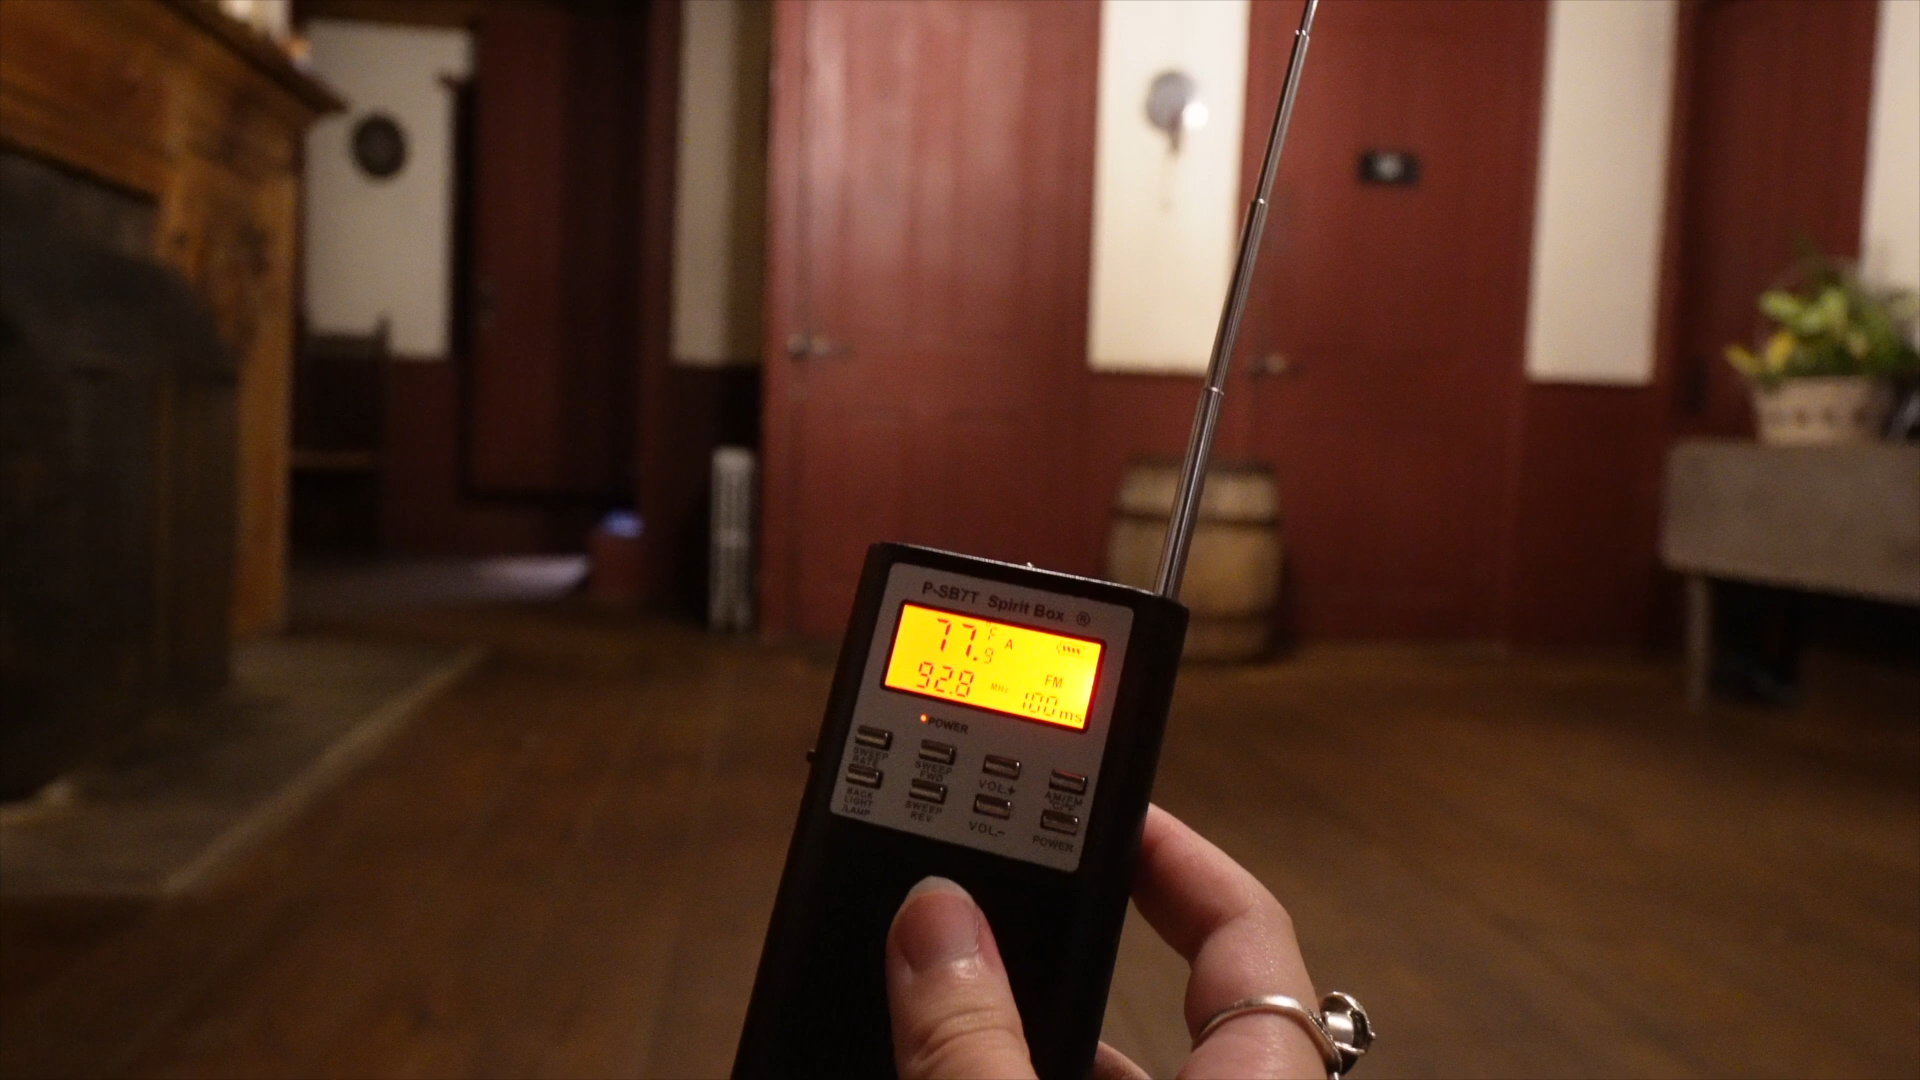 P-SB7T Spirit Box ®
77.9 F A
92.8 MHz FM 100 ms
POWER
SWEEP RATE
SWEEP FWD
VOL.+
AM/FM °C/°F
BACK LIGHT /LAMP
SWEEP REV.
VOL.-
POWER